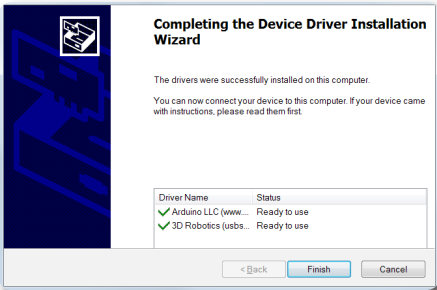 Completing the Device Driver Installation
Wizard
The drivers were successfully installed on this computer.
You can now connect your device to this computer. If your device came
with instructions, please read them first.
Driver Name Status
Arduino LLC (www.... Ready to use
3D Robotics (usbs... Ready to use
< Back Finish Cancel